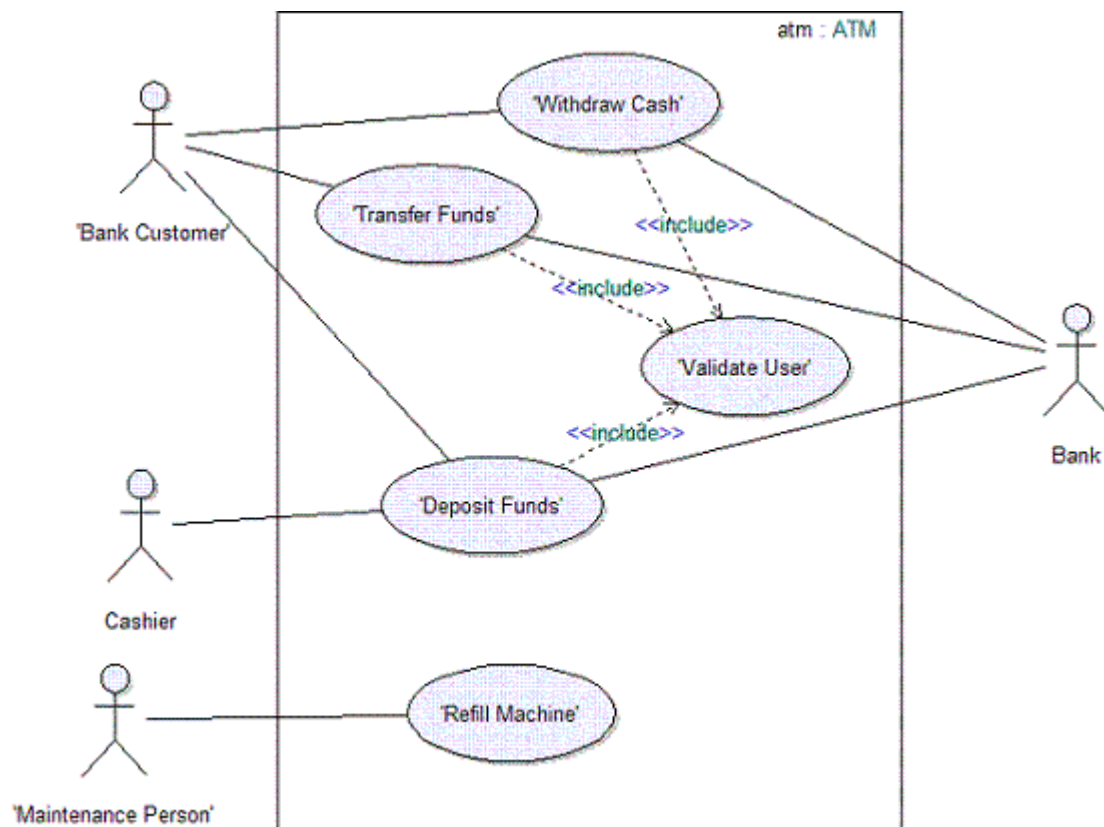 atm : ATM
'Withdraw Cash'
'Transfer Funds'
<<include>>
'Bank Customer'
<<include>>
'Validate User'
<<include>>
Bank
'Deposit Funds'
Cashier
'Refill Machine'
'Maintenance Person'